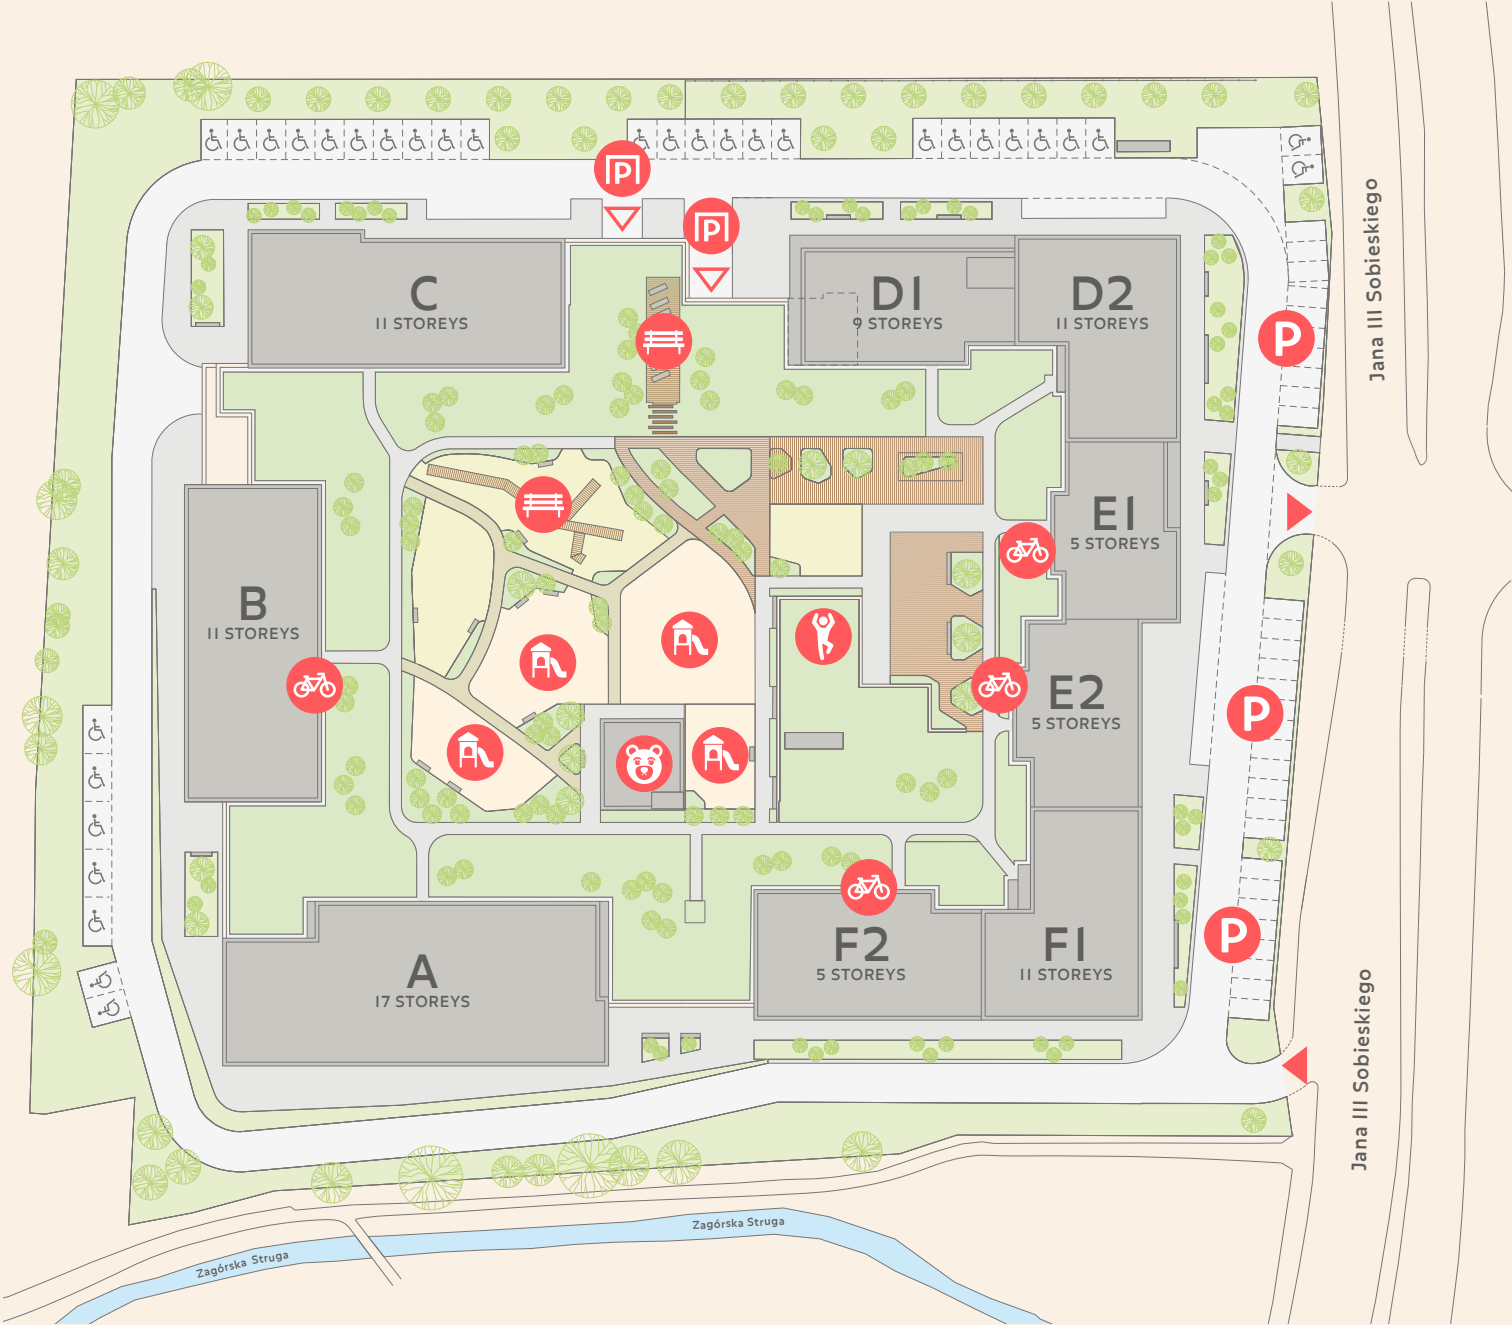 P
P
Jana III Sobieskiego
C
11 STOREYS
D1
9 STOREYS
D2
11 STOREYS
P
E1
5 STOREYS
B
11 STOREYS
E2
5 STOREYS
P
A
17 STOREYS
F2
5 STOREYS
F1
11 STOREYS
P
Jana III Sobieskiego
Zagórska Struga
Zagórska Struga